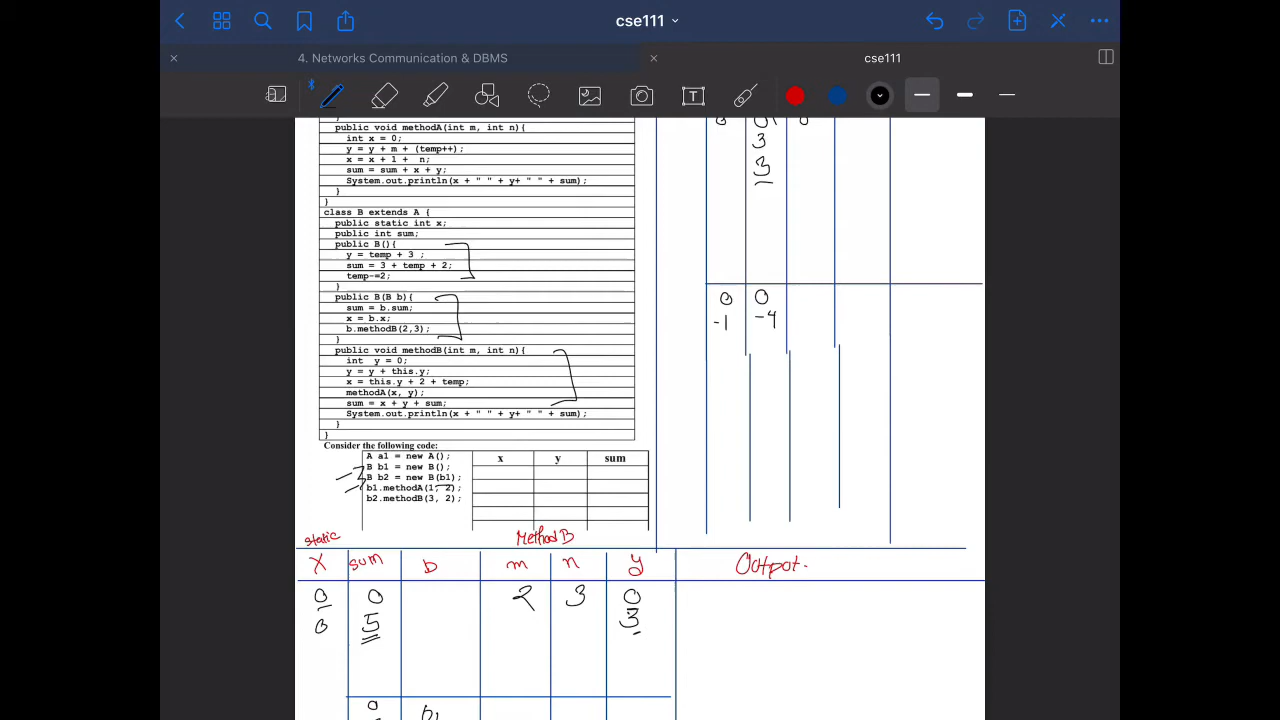 cse111
4. Networks Communication & DBMS
cse111
}
public void methodA(int m, int n){
int x = 0;
y = y + m + (temp++);
x = x + 1 + n;
sum = sum + x + y;
System.out.println(x + " " + y+ " " + sum);
}
}
class B extends A {
public static int x;
public int sum;
public B(){
y = temp + 3 ;
sum = 3 + temp + 2;
temp-=2;
}
public B(B b){
sum = b.sum;
x = b.x;
b.methodB(2,3);
}
public void methodB(int m, int n){
int y = 0;
y = y + this.y;
x = this.y + 2 + temp;
methodA(x, y);
sum = x + y + sum;
System.out.println(x + " " + y+ " " + sum);
}
}
3
3
0 0
-1 -4
Consider the following code:
A a1 = new A();
B b1 = new B();
B b2 = new B(b1);
b1.methodA(1, 2);
b2.methodB(3, 2);
x y sum
static Method B
X sum b m n y Output.
0 0 2 3 0
0 5 3
0 b1